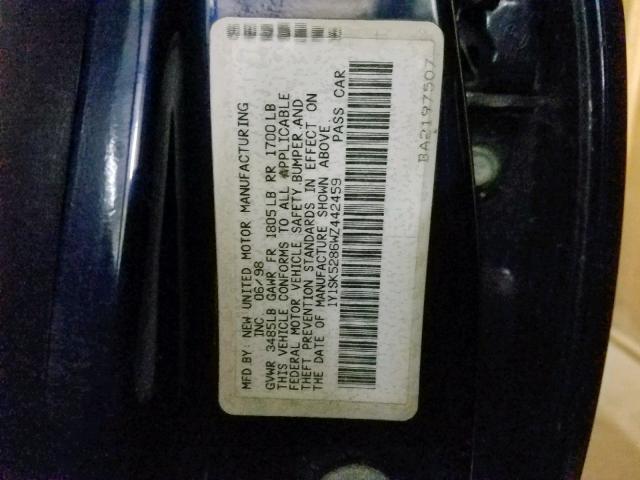 MFD BY: NEW UNITED MOTOR MANUFACTURING
INC 06/98
GVWR 3485LB GAWR FR 1805LB RR 1700LB
THIS VEHICLE CONFORMS TO ALL APPLICABLE
FEDERAL MOTOR VEHICLE SAFETY,BUMPER,AND
THEFT PREVENTION STANDARDS IN EFFECT ON
THE DATE OF MANUFACTURE SHOWN ABOVE
1Y1SK5286WZ442459 PASS CAR
BA2197507